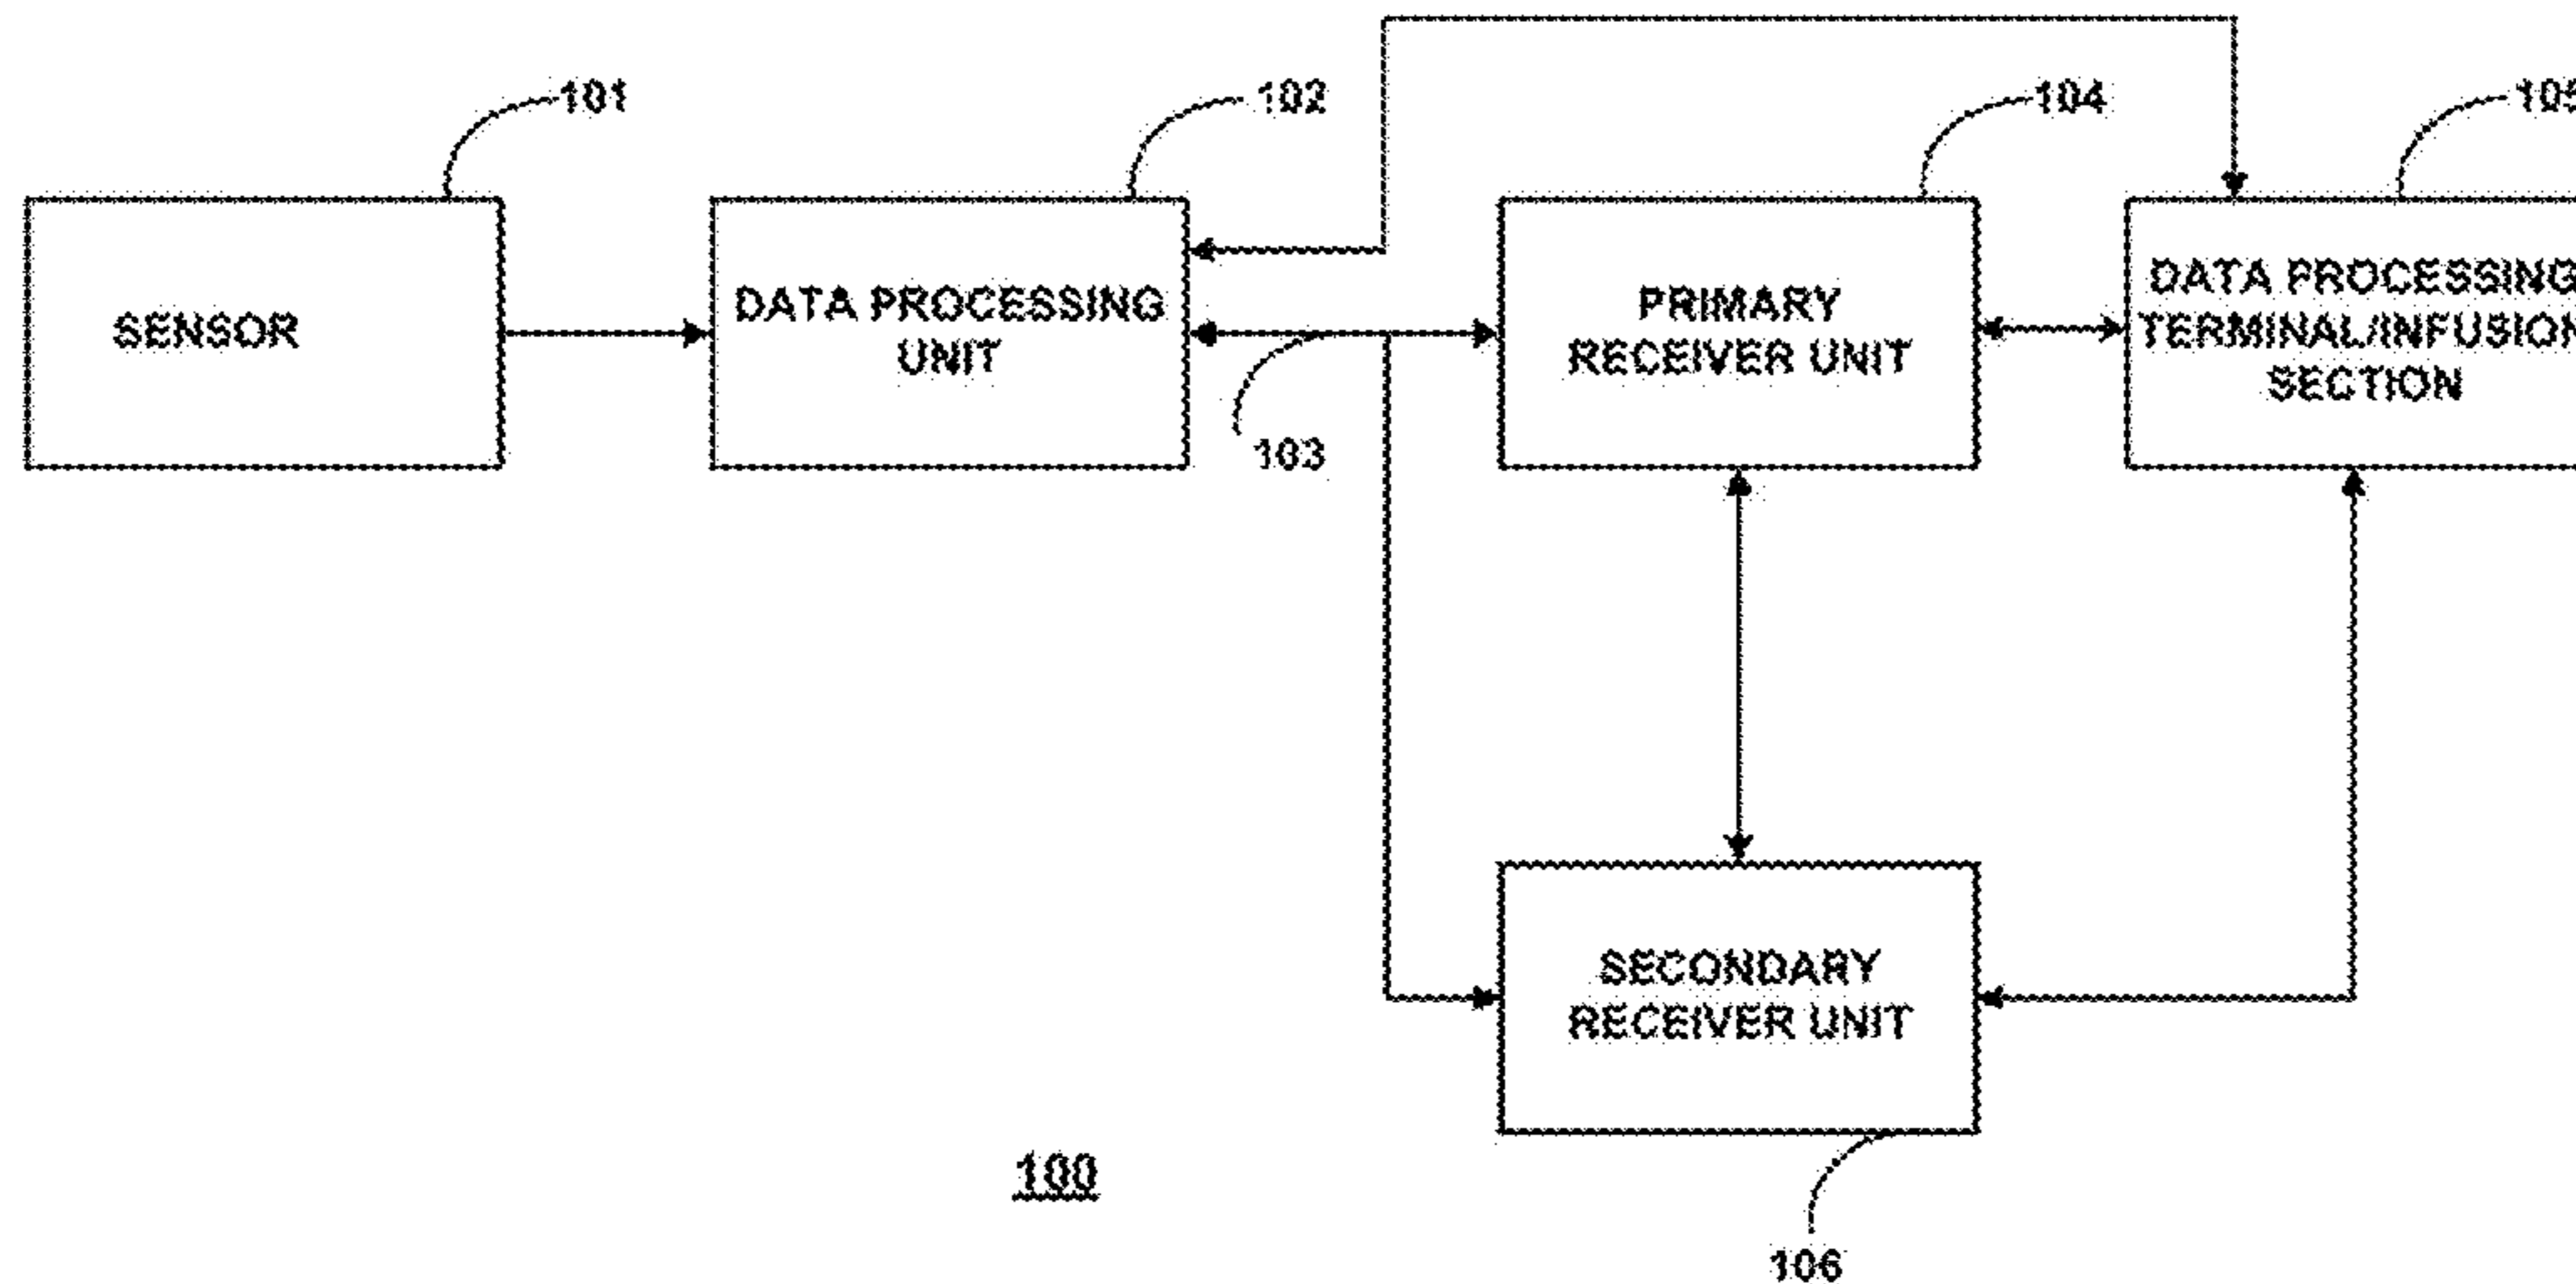 101
102
104
105
SENSOR
DATA PROCESSING
UNIT
PRIMARY
RECEIVER UNIT
DATA PROCESSING
TERMINAL/INFUSION
SECTION
103
SECONDARY
RECEIVER UNIT
100
106